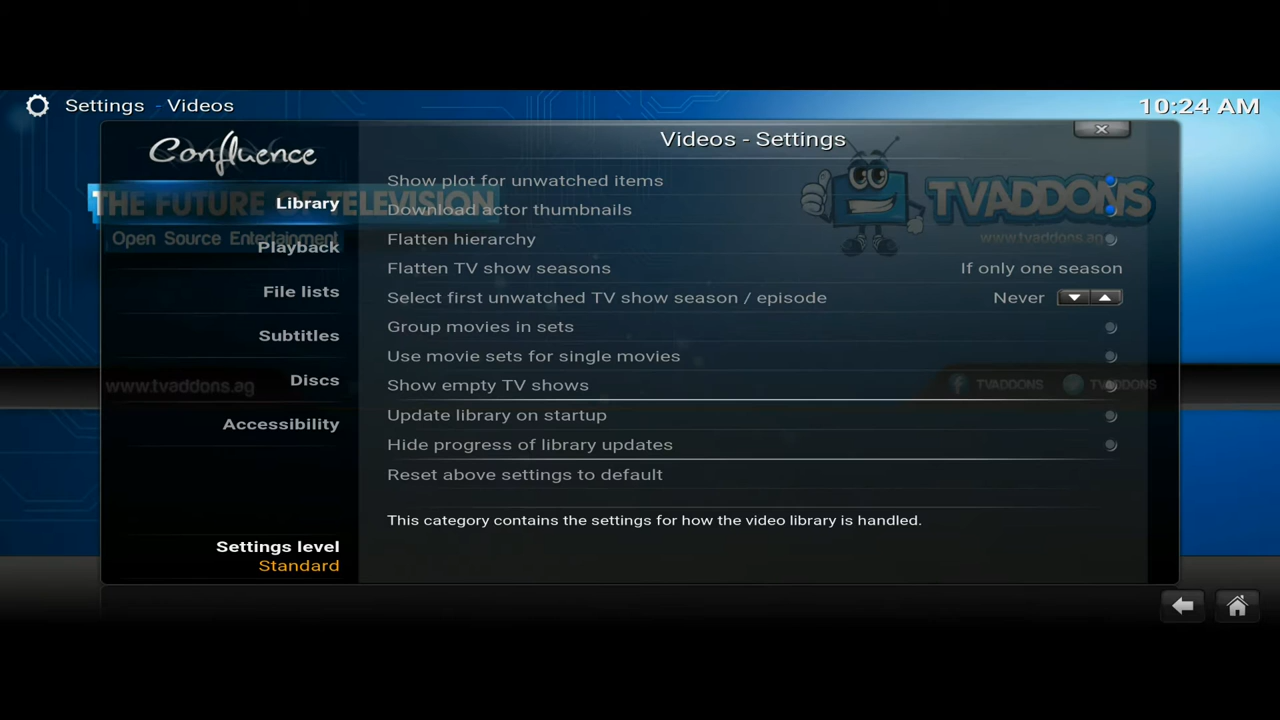 Settings - Videos
10:24 AM
Confluence
Videos - Settings
Library
Playback
File lists
Subtitles
Discs
Accessibility
Settings level
Standard
Show plot for unwatched items
Download actor thumbnails
Flatten hierarchy
Flatten TV show seasons If only one season
Select first unwatched TV show season / episode Never
Group movies in sets
Use movie sets for single movies
Show empty TV shows
Update library on startup
Hide progress of library updates
Reset above settings to default
This category contains the settings for how the video library is handled.
THE FUTURE OF TELEVISION
Open Source Entertainment
TVADDONS
www.tvaddons.ag
www.tvaddons.ag
TVADDONS
TVADDONS